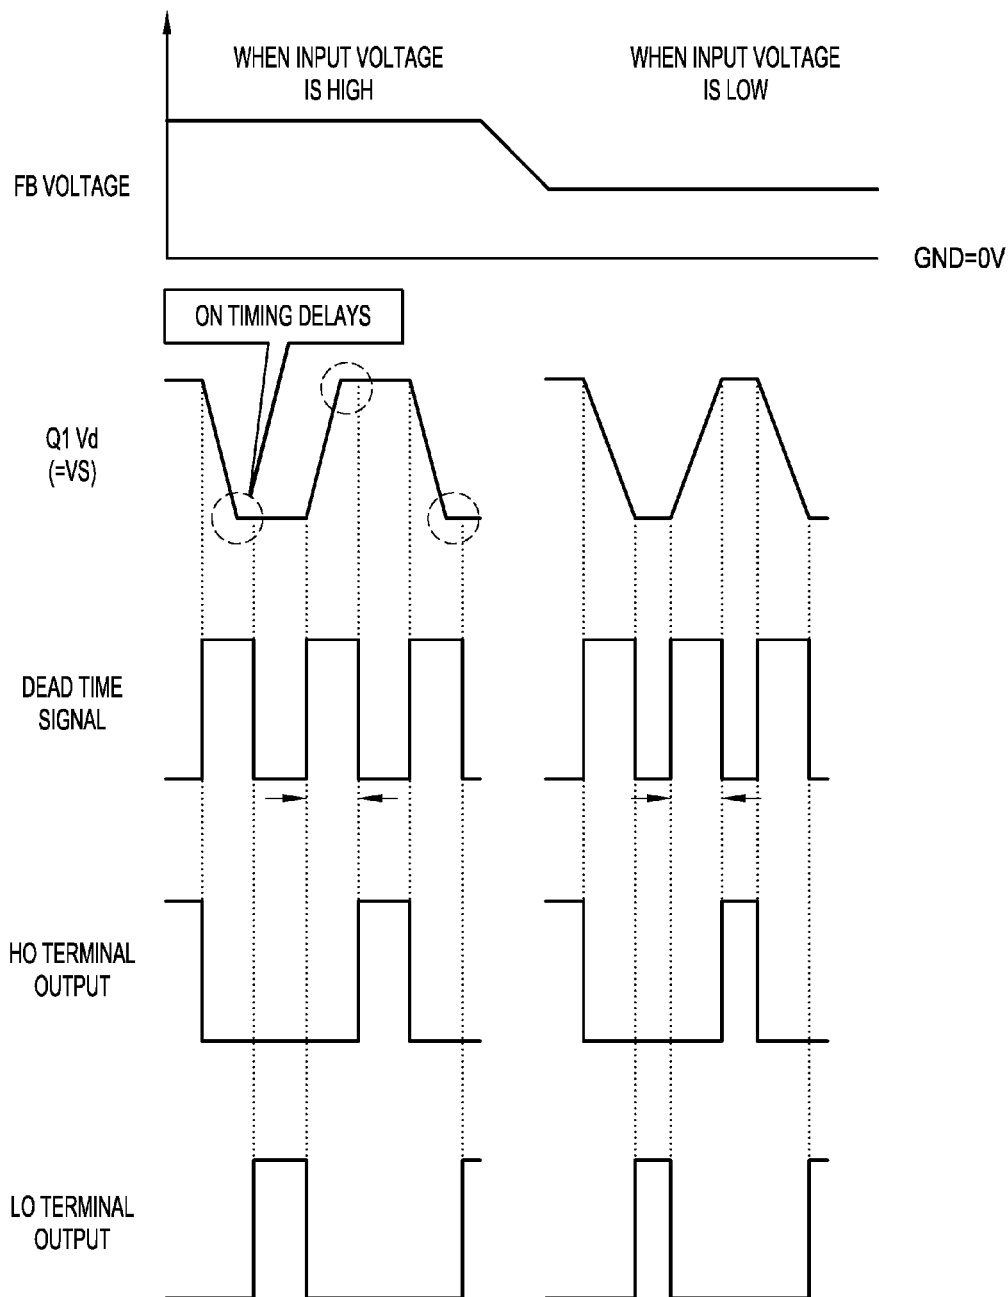 WHEN INPUT VOLTAGE
IS HIGH
WHEN INPUT VOLTAGE
IS LOW
FB VOLTAGE
GND=0V
ON TIMING DELAYS
Q1 Vd
(=VS)
DEAD TIME
SIGNAL
HO TERMINAL
OUTPUT
LO TERMINAL
OUTPUT